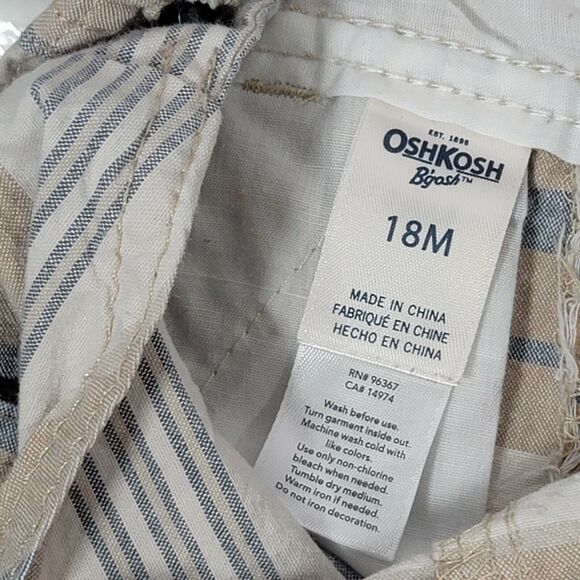 EST. 1895
OSHKOSH
B'gosh™
18M
MADE IN CHINA
FABRIQUÉ EN CHINE
HECHO EN CHINA
RN# 96367
CA# 14974
Wash before use.
Turn garment inside out.
Machine wash cold with
like colors.
Use only non-chlorine
bleach when needed.
Tumble dry medium.
Warm iron if needed.
Do not iron decoration.